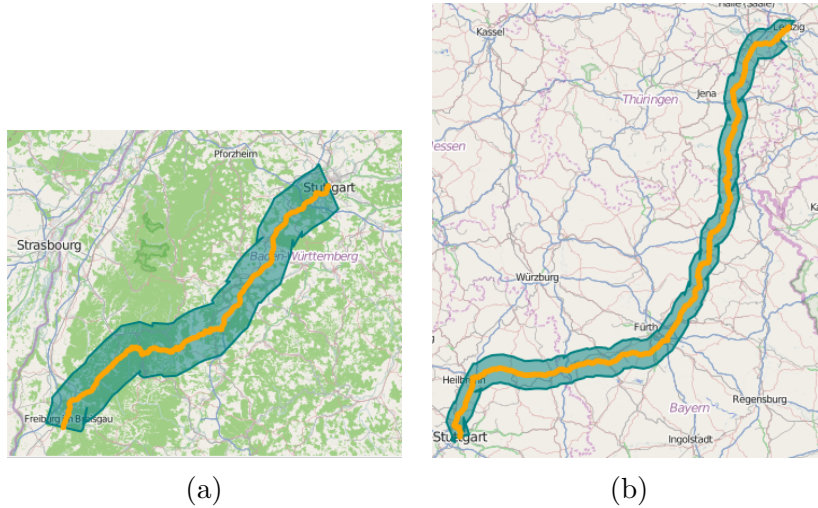 Pforzheim
Stuttgart
Strasbourg
Baden-Württemberg
Freiburg im Breisgau
(a)
Halle (Saale)
Leipzig
Kassel
Jena
Thüringen
Würzburg
Fürth
Heilbronn
Regensburg
Bayern
Stuttgart
Ingolstadt
(b)